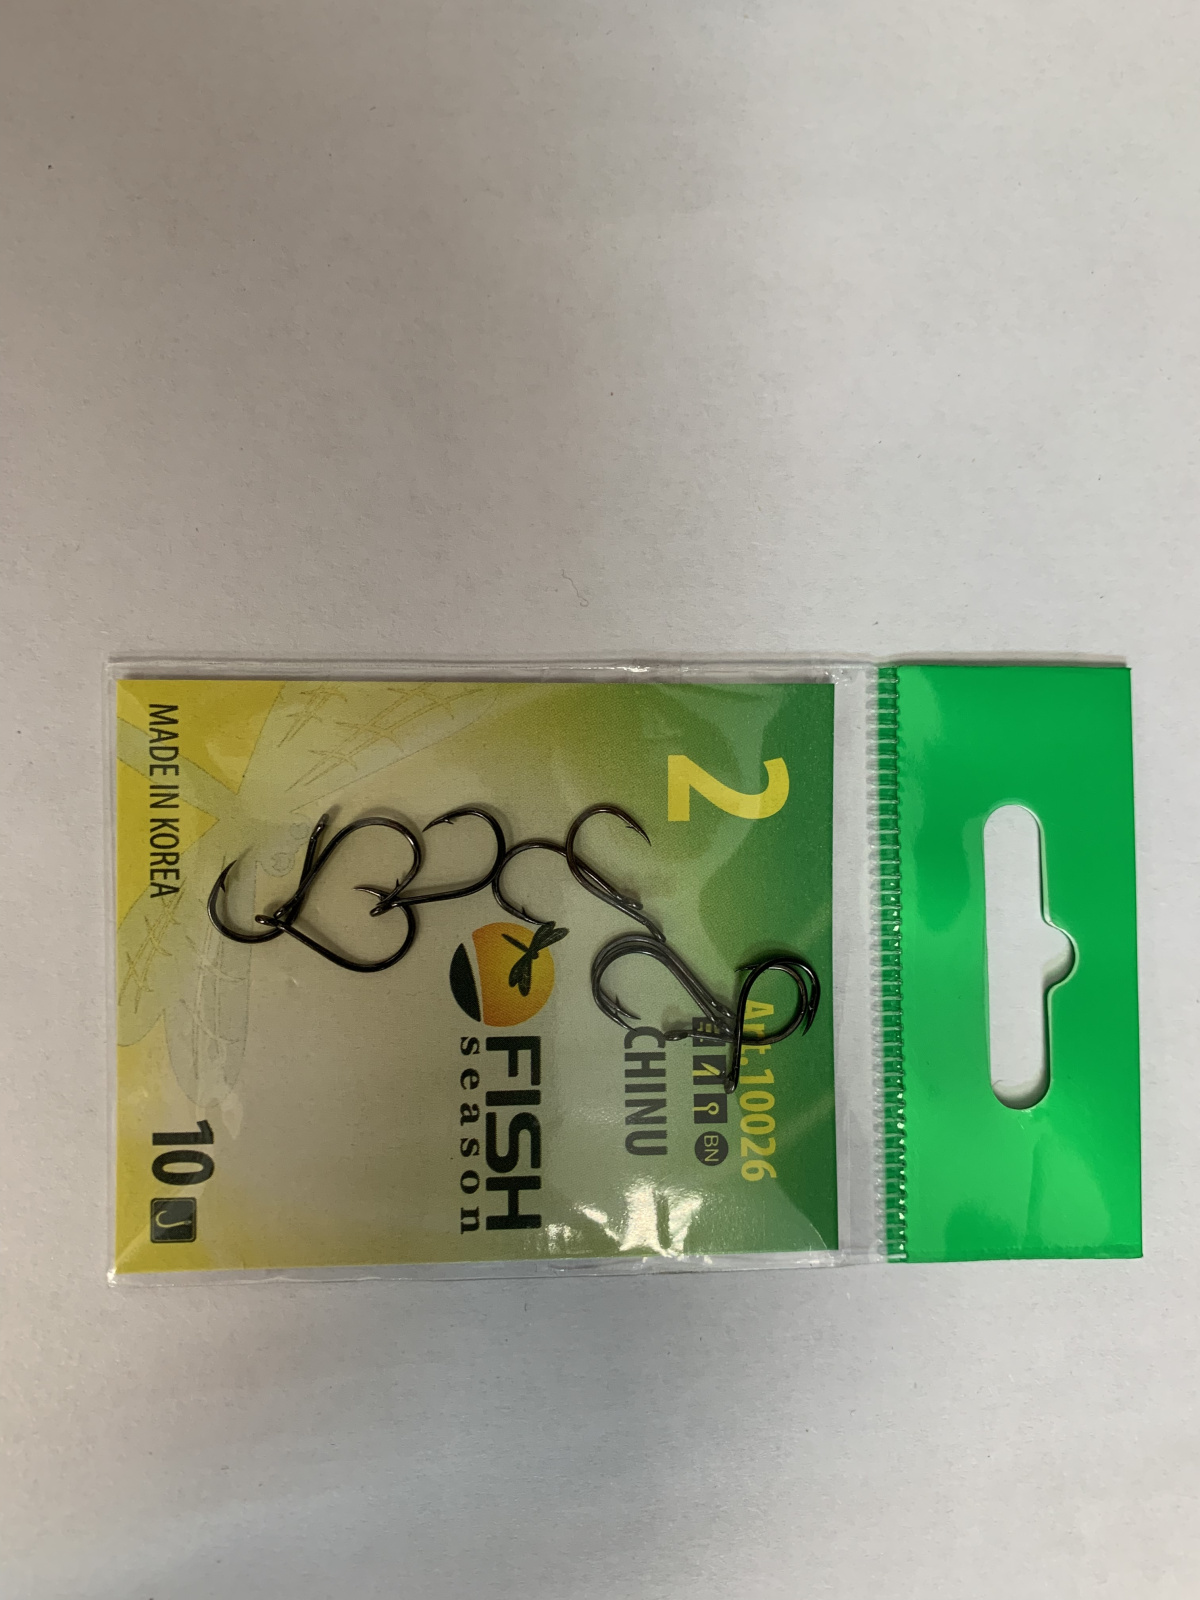 2
Art.10026
BN
CHINU
FISH
season
MADE IN KOREA
10